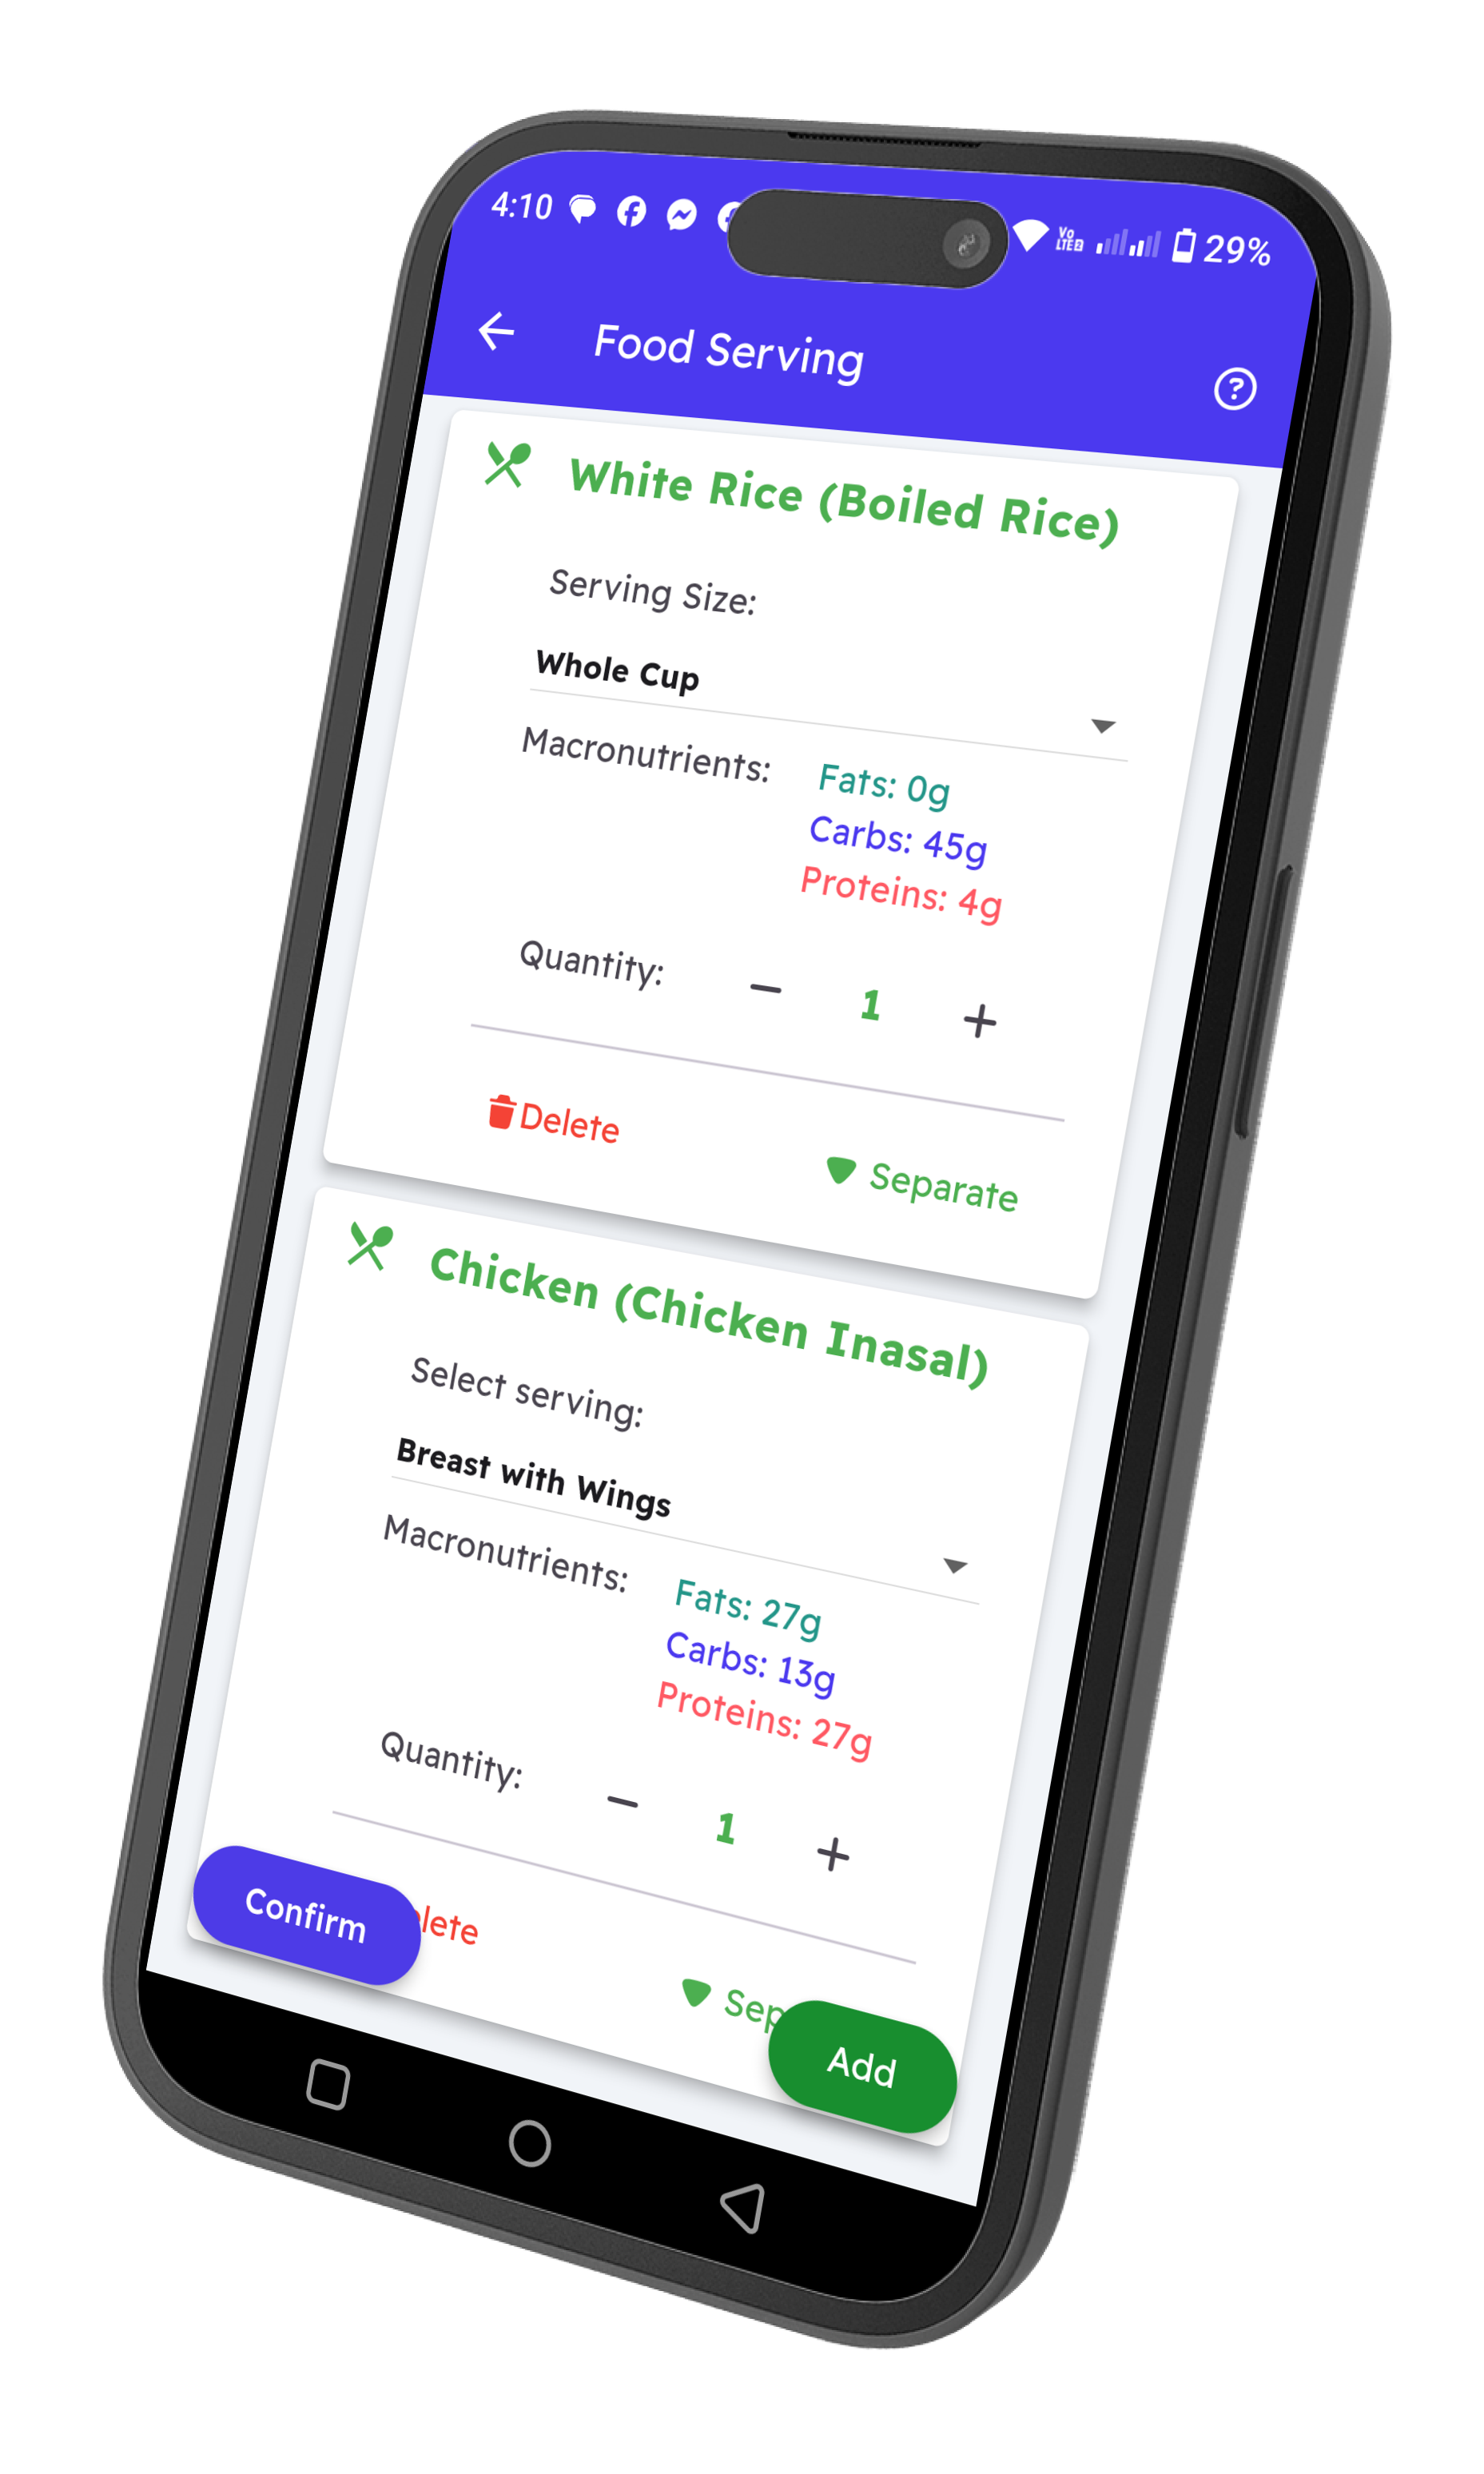 4:10
Vo
LTE2
29%
Food Serving
White Rice (Boiled Rice)
Serving Size:
Whole Cup
Macronutrients:
Fats: 0g
Carbs: 45g
Proteins: 4g
Quantity:
1
Delete
Separate
Chicken (Chicken Inasal)
Select serving:
Breast with Wings
Macronutrients:
Fats: 27g
Carbs: 13g
Proteins: 27g
Quantity:
1
Confirm
lete
Sep
Add